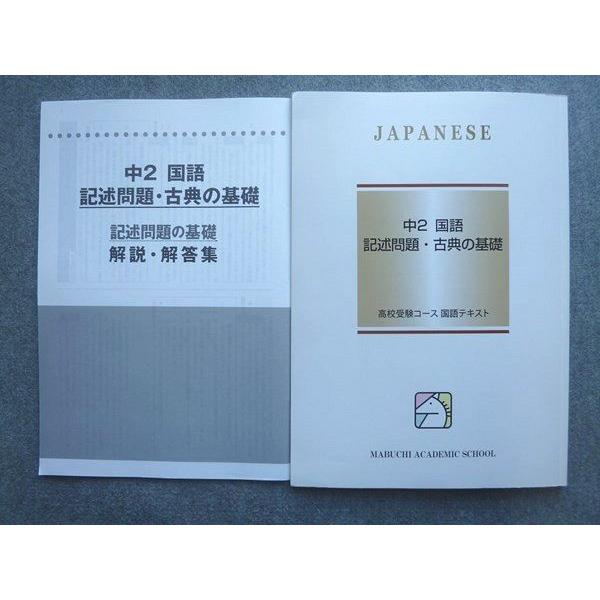 中2 国語
記述問題・古典の基礎
記述問題の基礎
解説・解答集
JAPANESE
中2 国語
記述問題・古典の基礎
高校受験コース 国語テキスト
MABUCHI ACADEMIC SCHOOL